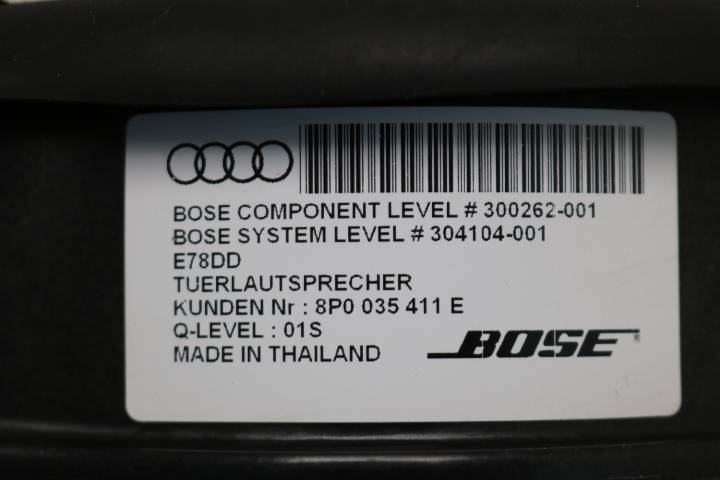 BOSE COMPONENT LEVEL # 300262-001
BOSE SYSTEM LEVEL # 304104-001
E78DD
TUERLAUTSPRECHER
KUNDEN Nr : 8P0 035 411 E
Q-LEVEL : 01S
MADE IN THAILAND
BOSE®